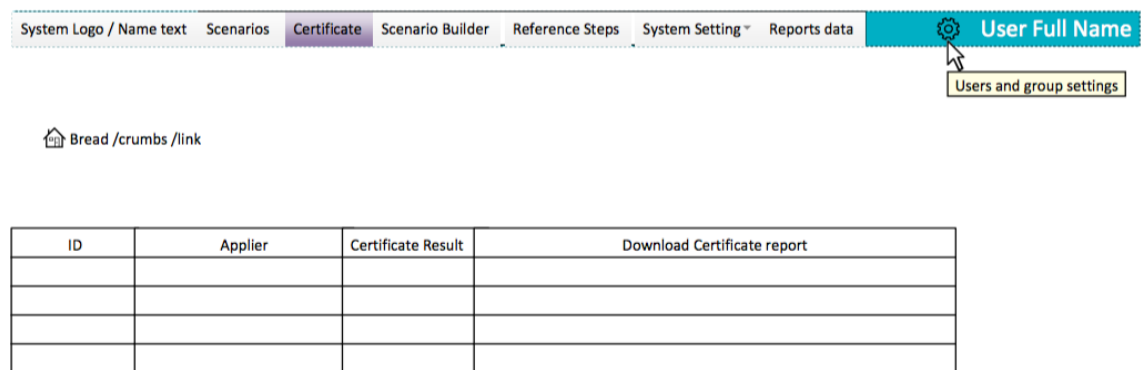 System Logo / Name text Scenarios Certificate Scenario Builder Reference Steps System Setting Reports data User Full Name
Users and group settings
Bread /crumbs /link
ID Applier Certificate Result Download Certificate report